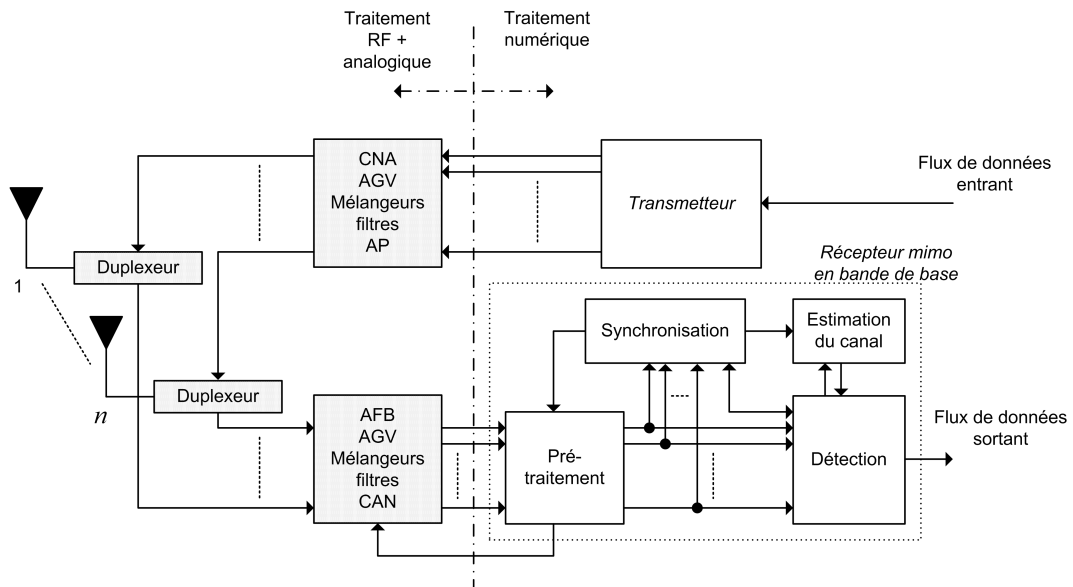 Traitement
RF +
analogique
Traitement
numérique
CNA
AGV
Mélangeurs
filtres
AP
Transmetteur
Flux de données
entrant
Duplexeur
1
Récepteur mimo
en bande de base
Synchronisation
Estimation
du canal
Duplexeur
n
AFB
AGV
Mélangeurs
filtres
CAN
Pré-
traitement
Détection
Flux de données
sortant